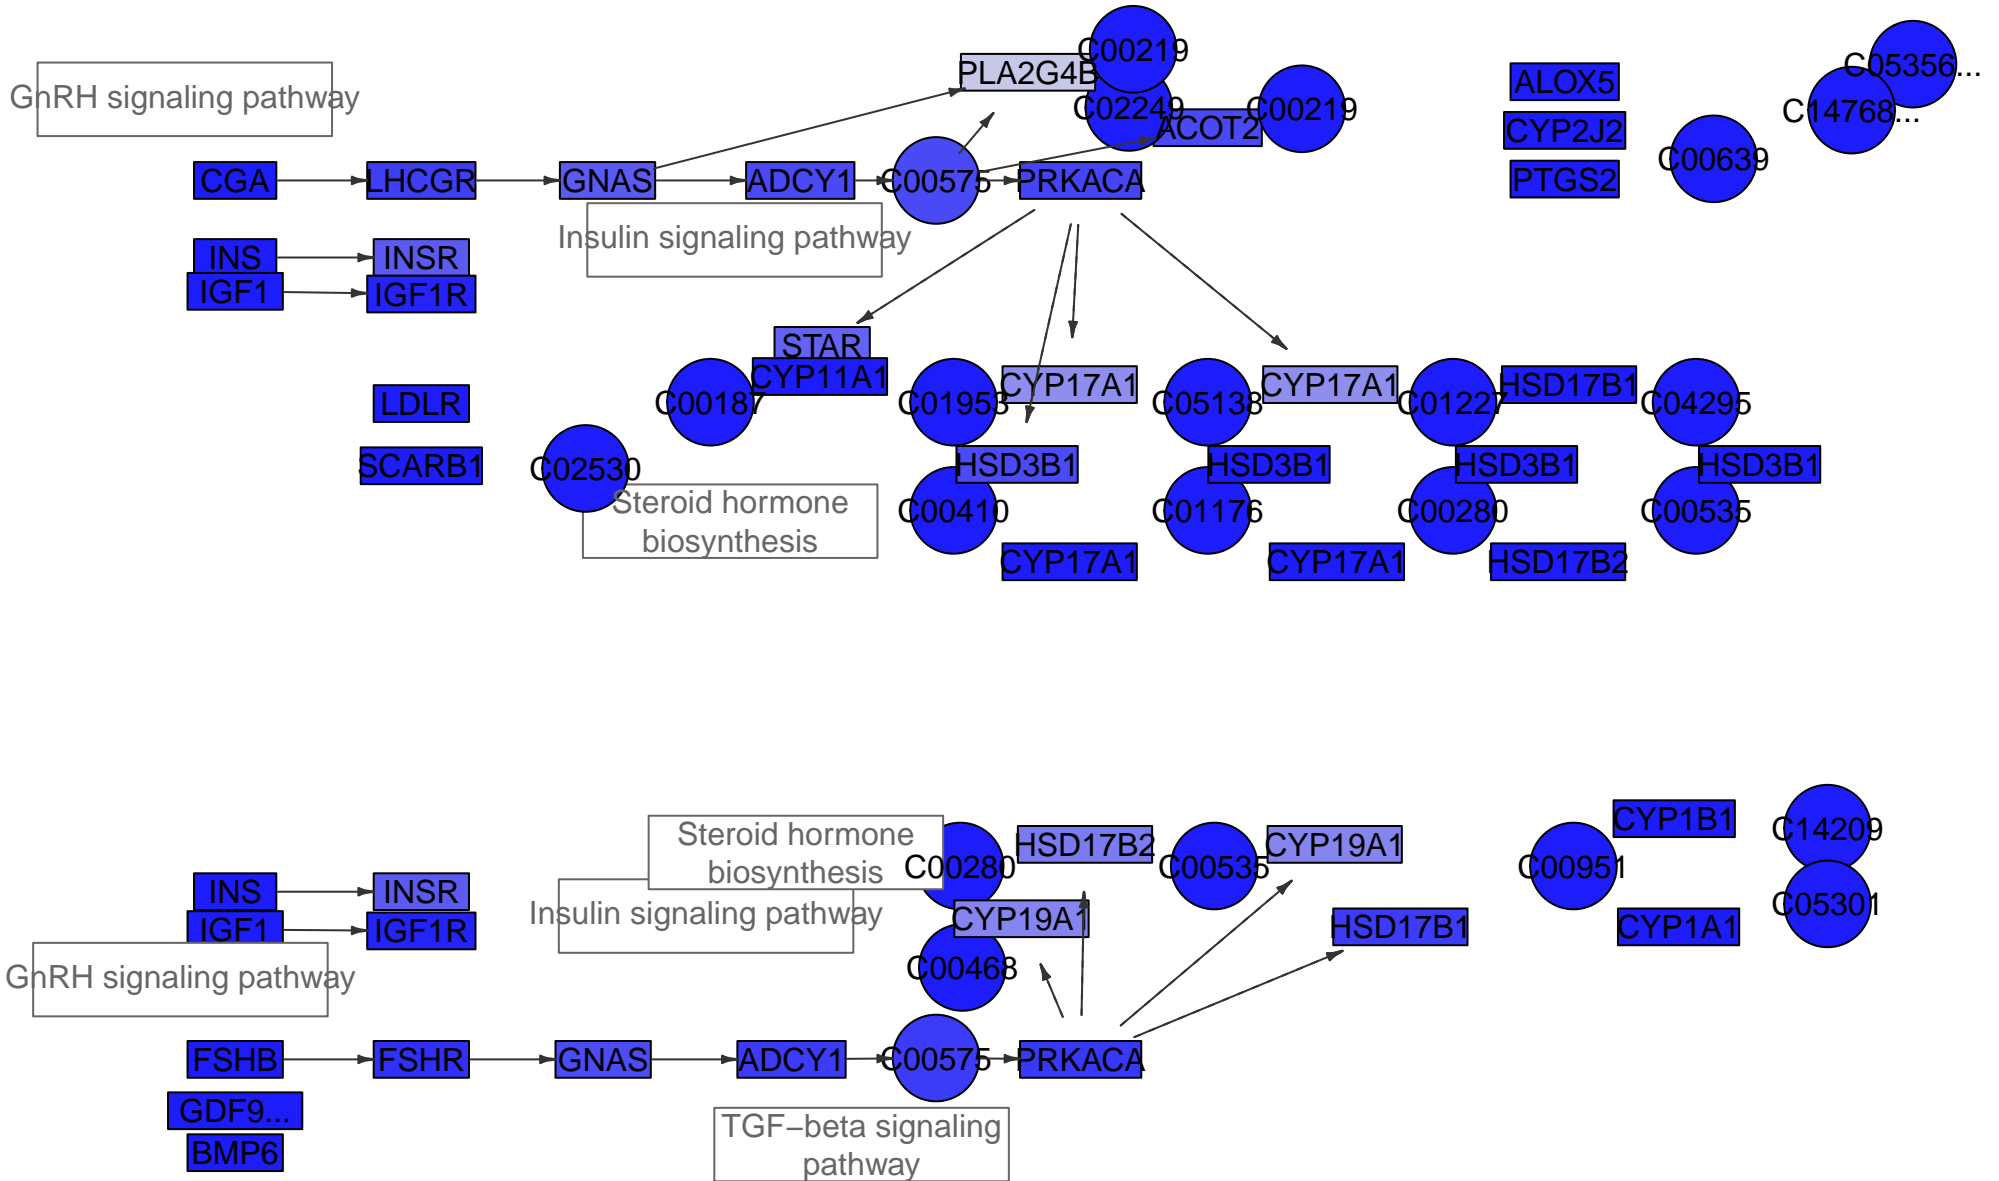 C00219
C05356...
PLA2G4B
ALOX5
GnRH signaling pathway
C02249
C00219
C14768...
ACOT2
CYP2J2
C00639
CGA
LHCGR
GNAS
ADCY1
C00575
PRKACA
PTGS2
Insulin signaling pathway
INS
INSR
IGF1
IGF1R
STAR
CYP11A1
CYP17A1
CYP17A1
HSD17B1
LDLR
C00187
C01953
C05138
C01227
C04295
SCARB1
C02530
HSD3B1
HSD3B1
HSD3B1
HSD3B1
Steroid hormone
biosynthesis
C00410
C01176
C00280
C00535
CYP17A1
CYP17A1
HSD17B2
CYP1B1
C14209
Steroid hormone
biosynthesis
HSD17B2
CYP19A1
C00280
C00535
C00951
INS
INSR
C05301
Insulin signaling pathway
CYP19A1
HSD17B1
CYP1A1
IGF1
IGF1R
GnRH signaling pathway
C00468
FSHB
FSHR
GNAS
ADCY1
C00575
PRKACA
GDF9...
TGF−beta signaling
pathway
BMP6